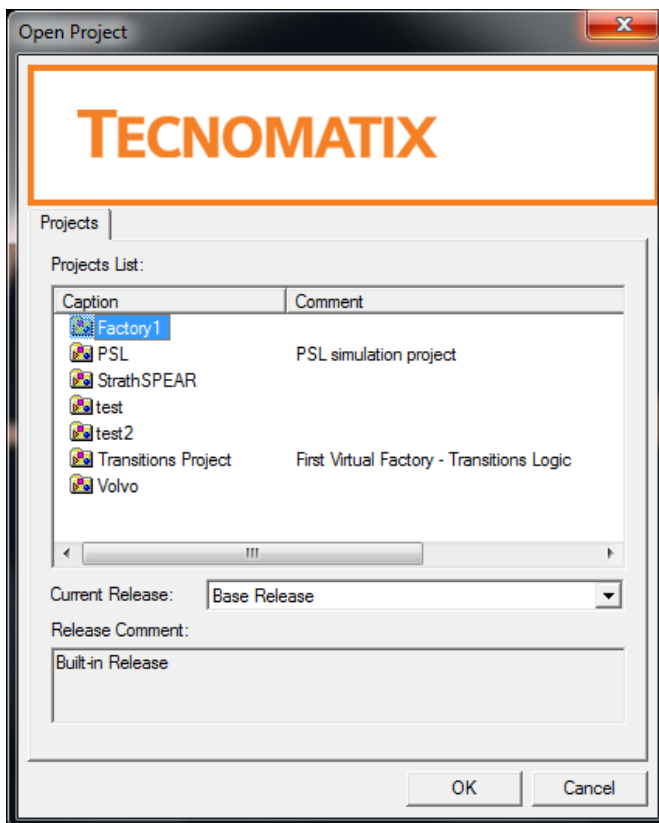 Open Project
TECNOMATIX
Projects
Projects List:
Caption Comment
Factory1
PSL PSL simulation project
StrathSPEAR
test
test2
Transitions Project First Virtual Factory - Transitions Logic
Volvo
Current Release: Base Release
Release Comment:
Built-in Release
OK Cancel